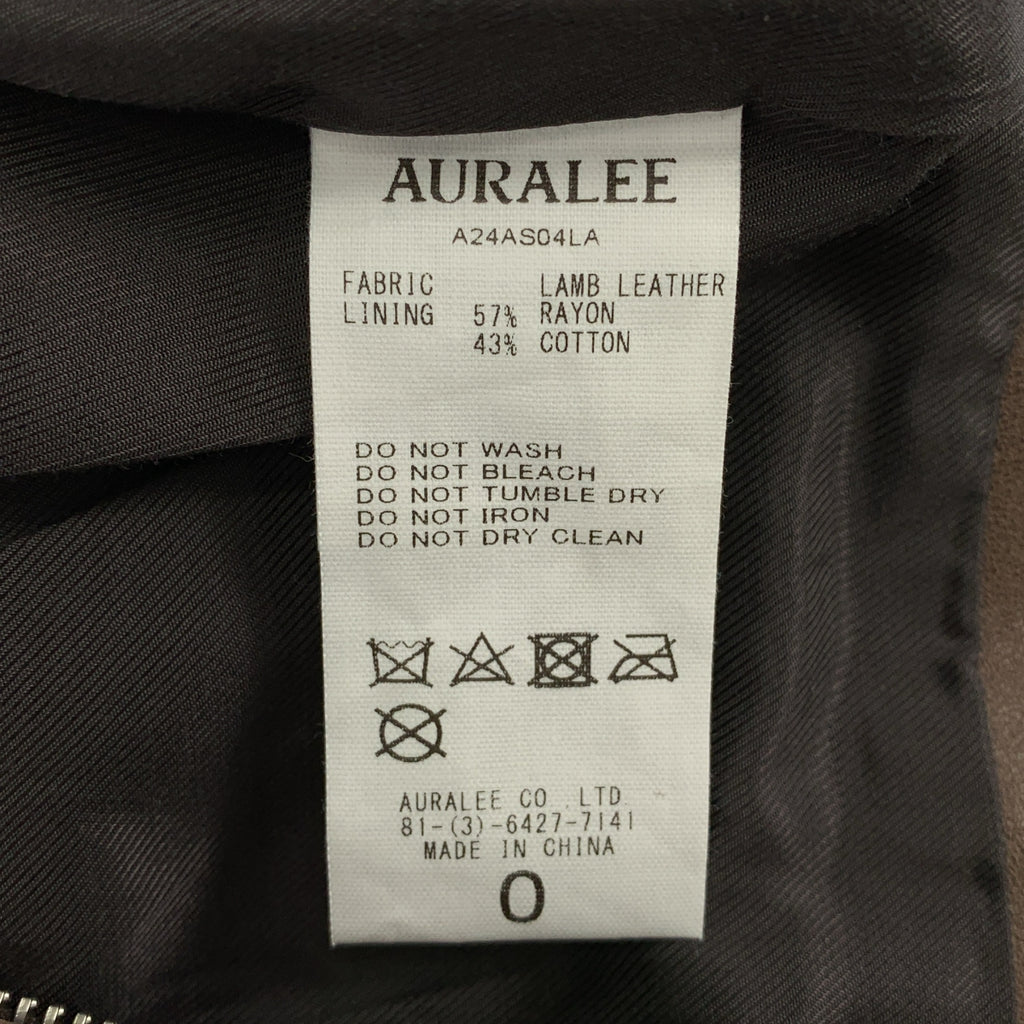 AURALEE
A24AS04LA
FABRIC LAMB LEATHER
LINING 57% RAYON
43% COTTON
DO NOT WASH
DO NOT BLEACH
DO NOT TUMBLE DRY
DO NOT IRON
DO NOT DRY CLEAN
AURALEE CO .LTD
81-(3)-6427-7141
MADE IN CHINA
0